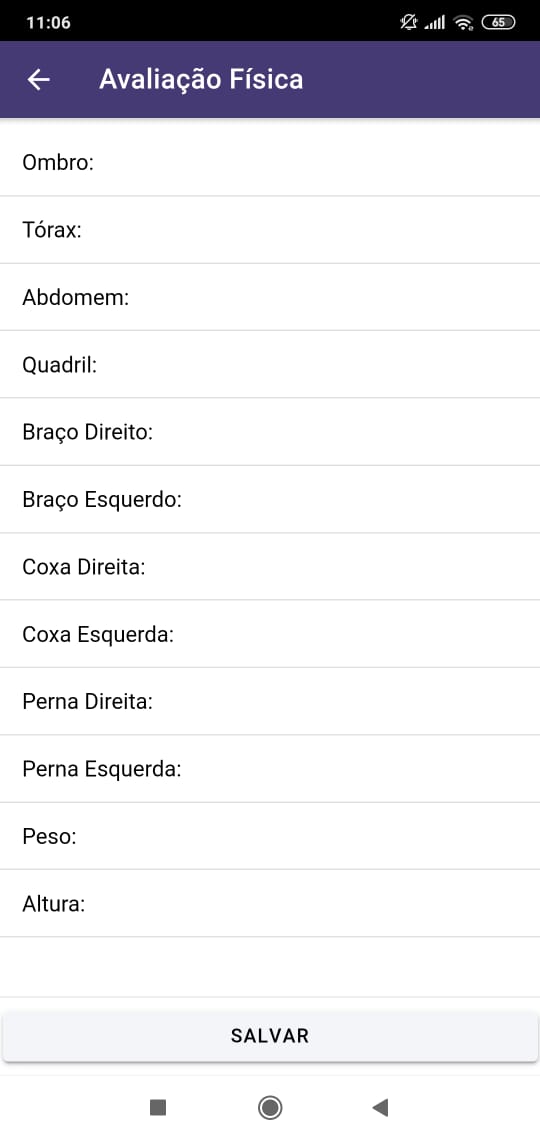 11:06
65
Avaliação Física
Ombro:
Tórax:
Abdomem:
Quadril:
Braço Direito:
Braço Esquerdo:
Coxa Direita:
Coxa Esquerda:
Perna Direita:
Perna Esquerda:
Peso:
Altura:
SALVAR